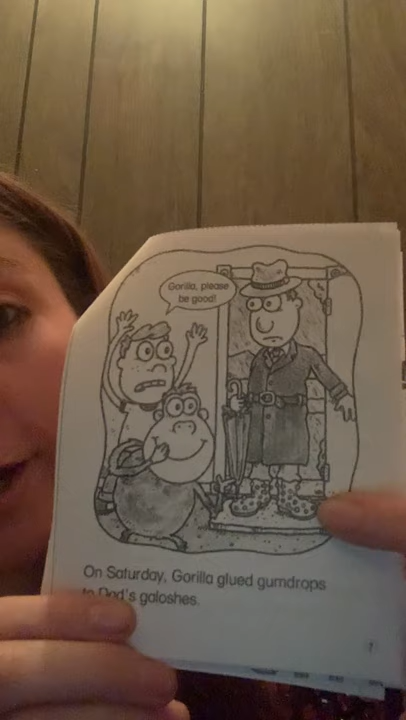 Gorilla, please
be good!
On Saturday, Gorilla glued gumdrops
to Dad's galoshes.
7